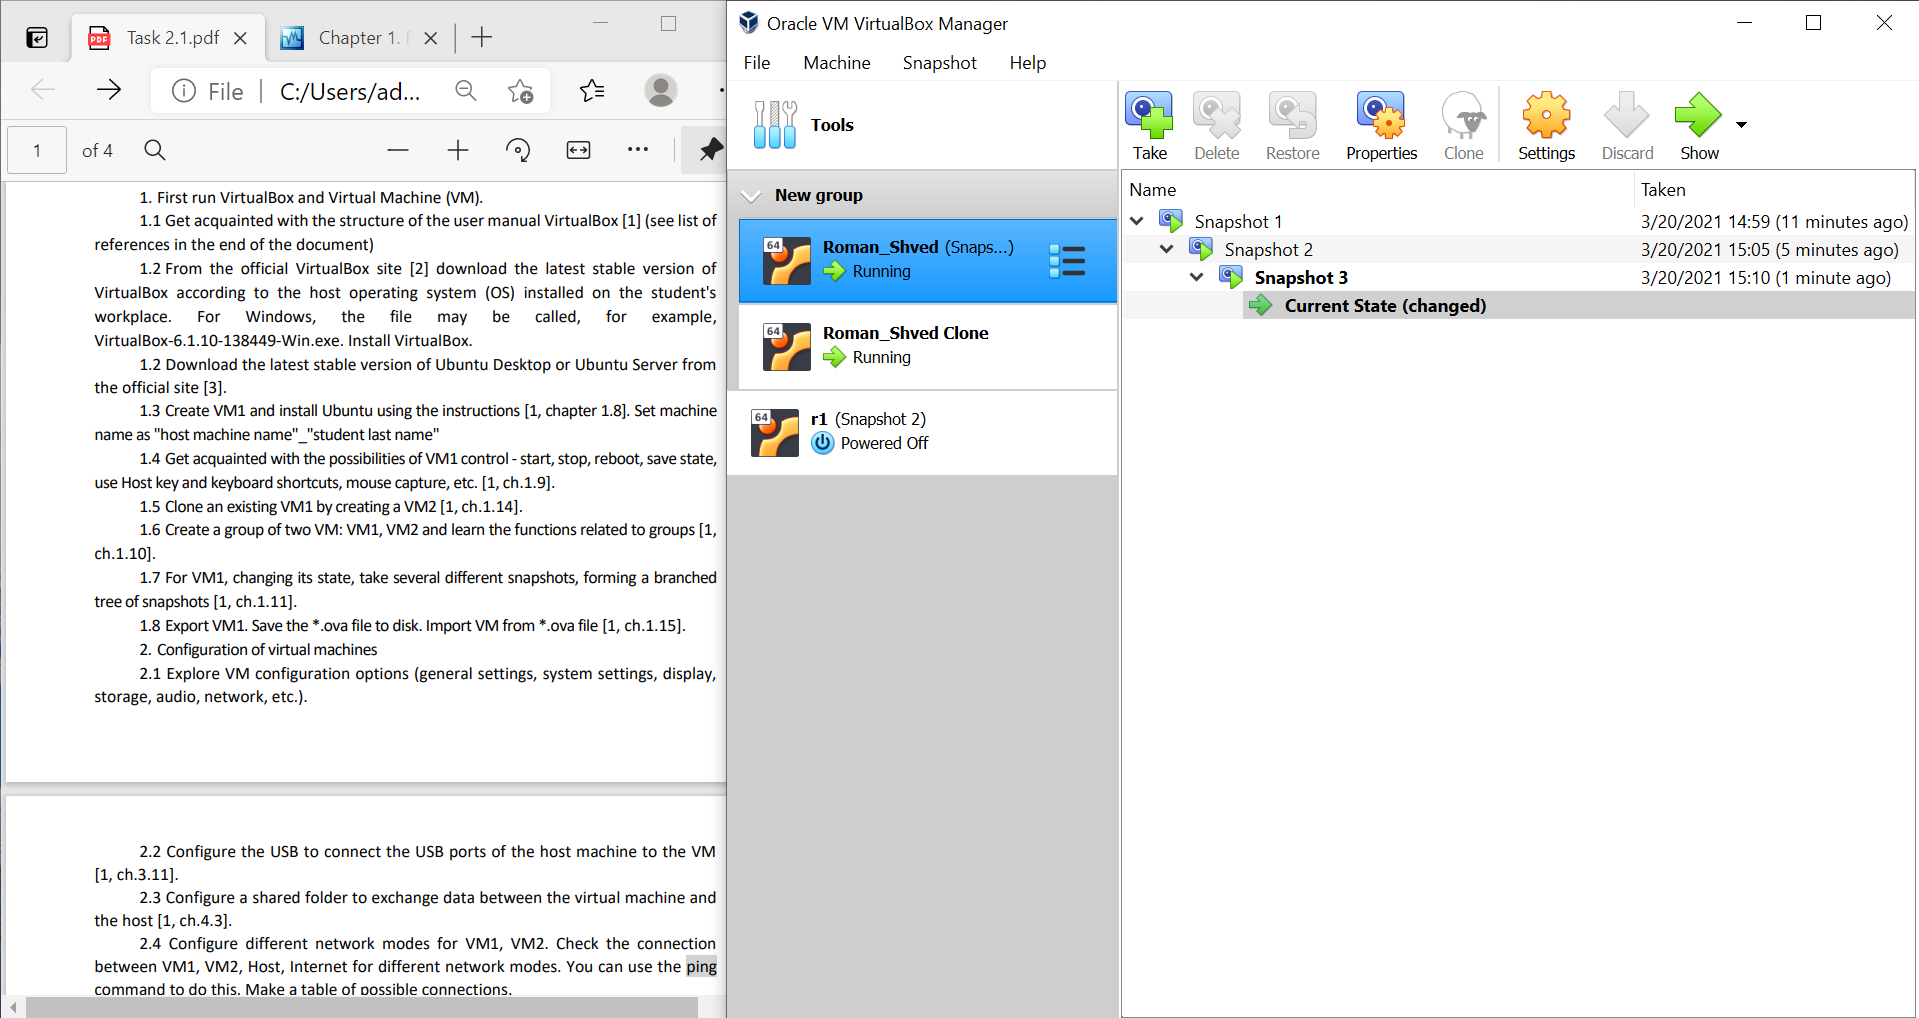 Task 2.1.pdf
Chapter 1.
File
C:/Users/ad...
1
of 4
1. First run VirtualBox and Virtual Machine (VM).
1.1 Get acquainted with the structure of the user manual VirtualBox [1] (see list of
references in the end of the document)
1.2 From the official VirtualBox site [2] download the latest stable version of
VirtualBox according to the host operating system (OS) installed on the student's
workplace. For Windows, the file may be called, for example,
VirtualBox-6.1.10-138449-Win.exe. Install VirtualBox.
1.2 Download the latest stable version of Ubuntu Desktop or Ubuntu Server from
the official site [3].
1.3 Create VM1 and install Ubuntu using the instructions [1, chapter 1.8]. Set machine
name as "host machine name"_"student last name"
1.4 Get acquainted with the possibilities of VM1 control - start, stop, reboot, save state,
use Host key and keyboard shortcuts, mouse capture, etc. [1, ch.1.9].
1.5 Clone an existing VM1 by creating a VM2 [1, ch.1.14].
1.6 Create a group of two VM: VM1, VM2 and learn the functions related to groups [1,
ch.1.10].
1.7 For VM1, changing its state, take several different snapshots, forming a branched
tree of snapshots [1, ch.1.11].
1.8 Export VM1. Save the *.ova file to disk. Import VM from *.ova file [1, ch.1.15].
2. Configuration of virtual machines
2.1 Explore VM configuration options (general settings, system settings, display,
storage, audio, network, etc.).
2.2 Configure the USB to connect the USB ports of the host machine to the VM
[1, ch.3.11].
2.3 Configure a shared folder to exchange data between the virtual machine and
the host [1, ch.4.3].
2.4 Configure different network modes for VM1, VM2. Check the connection
between VM1, VM2, Host, Internet for different network modes. You can use the ping
command to do this. Make a table of possible connections.
Oracle VM VirtualBox Manager
File Machine Snapshot Help
Tools
New group
64
Roman_Shved (Snaps...)
Running
64
Roman_Shved Clone
Running
64
r1 (Snapshot 2)
Powered Off
Take Delete Restore Properties Clone Settings Discard Show
Name Taken
Snapshot 1 3/20/2021 14:59 (11 minutes ago)
Snapshot 2 3/20/2021 15:05 (5 minutes ago)
Snapshot 3 3/20/2021 15:10 (1 minute ago)
Current State (changed)